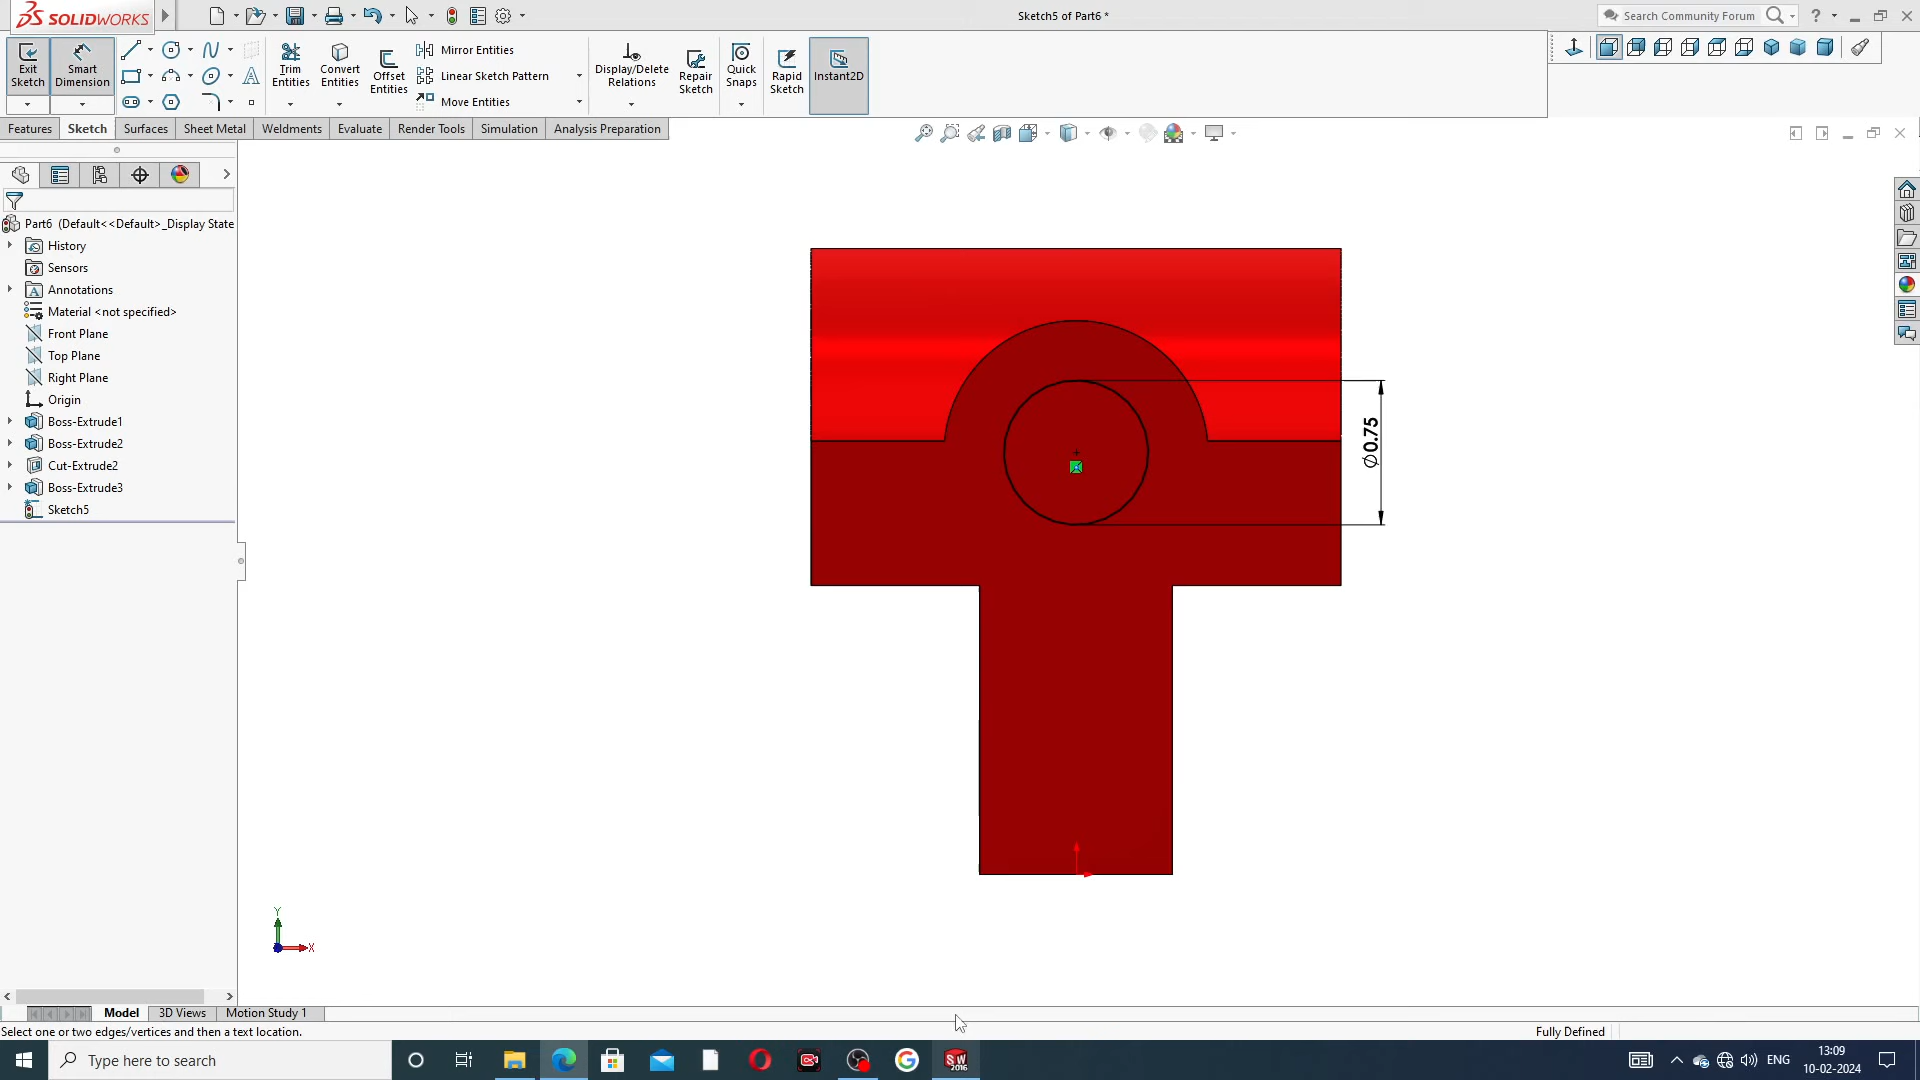 SOLIDWORKS
Sketch5 of Part6 *
Search Community Forum
Exit Sketch
Smart Dimension
Trim Entities
Convert Entities
Offset Entities
Mirror Entities
Linear Sketch Pattern
Move Entities
Display/Delete Relations
Repair Sketch
Quick Snaps
Rapid Sketch
Instant2D
Features Sketch Surfaces Sheet Metal Weldments Evaluate Render Tools Simulation Analysis Preparation
Part6 (Default<<Default>_Display State
History
Sensors
Annotations
Material <not specified>
Front Plane
Top Plane
Right Plane
Origin
Boss-Extrude1
Boss-Extrude2
Cut-Extrude2
Boss-Extrude3
Sketch5
∅0.75
Y
X
Model 3D Views Motion Study 1
Select one or two edges/vertices and then a text location.
Fully Defined
Type here to search
SW
2016
ENG
13:09
10-02-2024